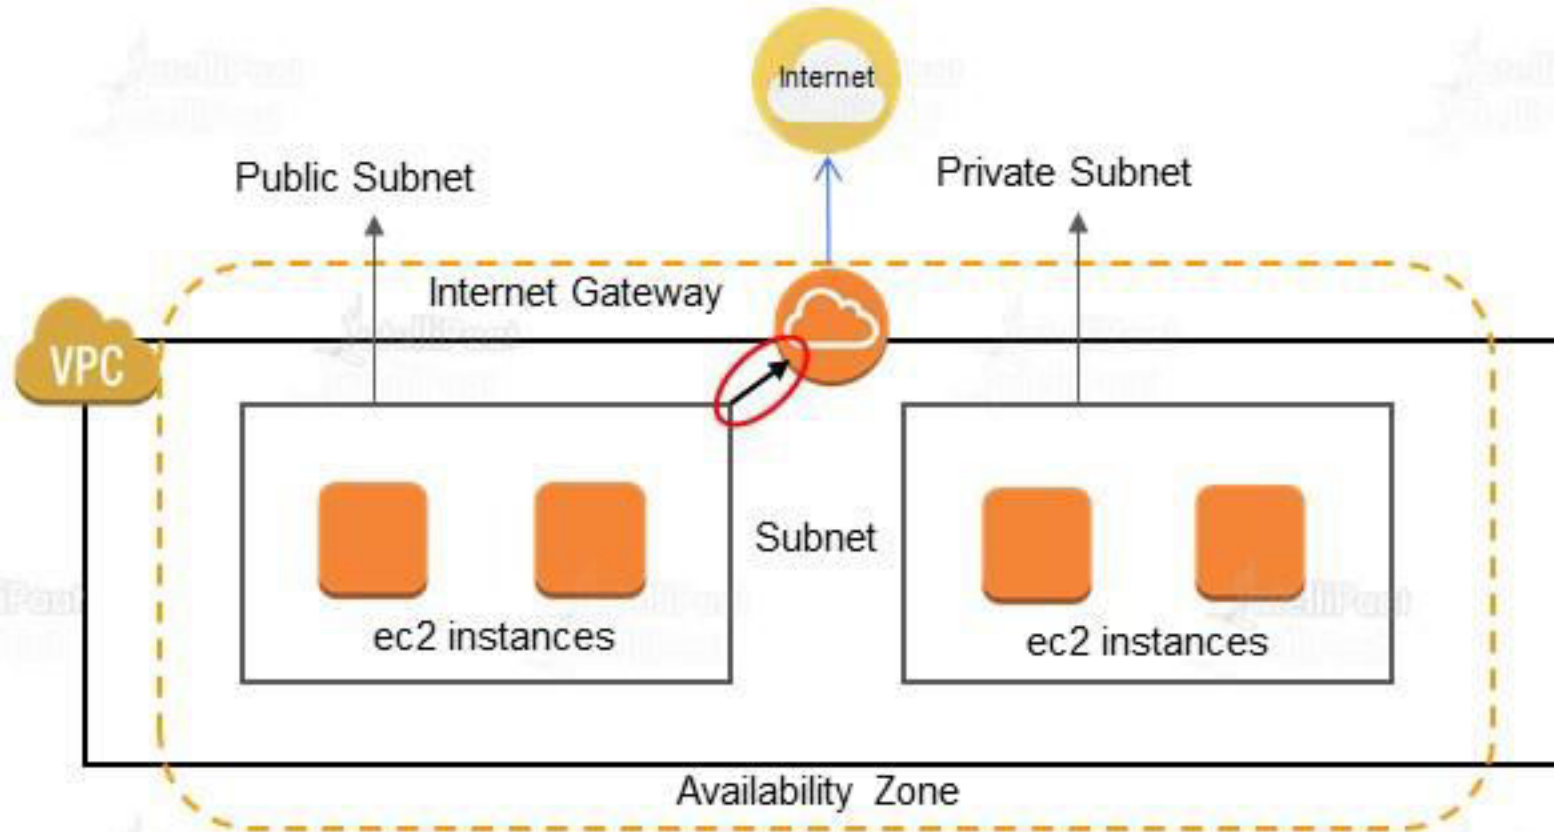 Internet
Public Subnet
Private Subnet
Internet Gateway
VPC
Subnet
ec2 instances
ec2 instances
Availability Zone